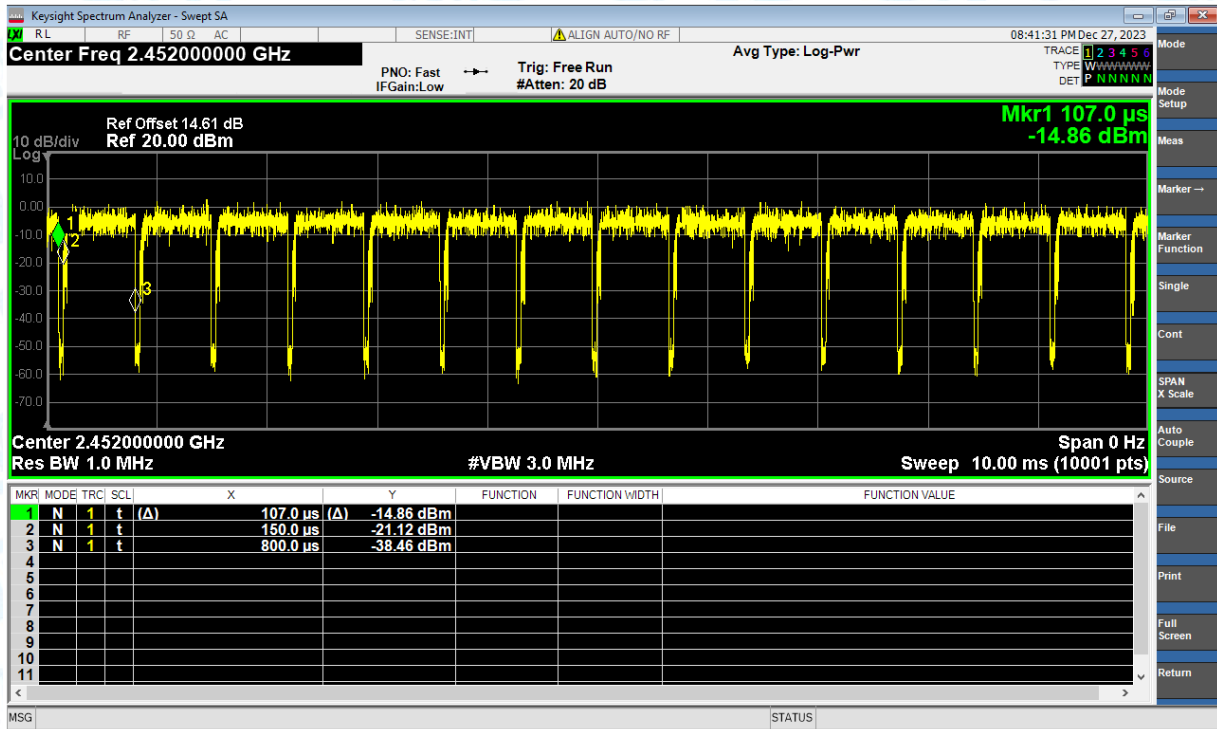 Keysight Spectrum Analyzer - Swept SA
LXI RL RF 50 Ω AC SENSE:INT ALIGN AUTO/NO RF 08:41:31 PM Dec 27, 2023
Center Freq 2.452000000 GHz
PNO: Fast
IFGain:Low
Trig: Free Run
#Atten: 20 dB
Avg Type: Log-Pwr
TRACE 1 2 3 4 5 6
TYPE WWWWWW
DET P N N N N N
Mkr1 107.0 µs
-14.86 dBm
Ref Offset 14.61 dB
10 dB/div Ref 20.00 dBm
Log
10.0
0.00
-10.0
-20.0
-30.0
-40.0
-50.0
-60.0
-70.0
1
2
3
Center 2.452000000 GHz Span 0 Hz
Res BW 1.0 MHz #VBW 3.0 MHz Sweep 10.00 ms (10001 pts)
MKR MODE TRC SCL X Y FUNCTION FUNCTION WIDTH FUNCTION VALUE
1 N 1 t (Δ) 107.0 µs (Δ) -14.86 dBm
2 N 1 t 150.0 µs -21.12 dBm
3 N 1 t 800.0 µs -38.46 dBm
4
5
6
7
8
9
10
11
MSG STATUS
Mode
Mode
Setup
Meas
Marker →
Marker
Function
Single
Cont
SPAN
X Scale
Auto
Couple
Source
File
Print
Full
Screen
Return